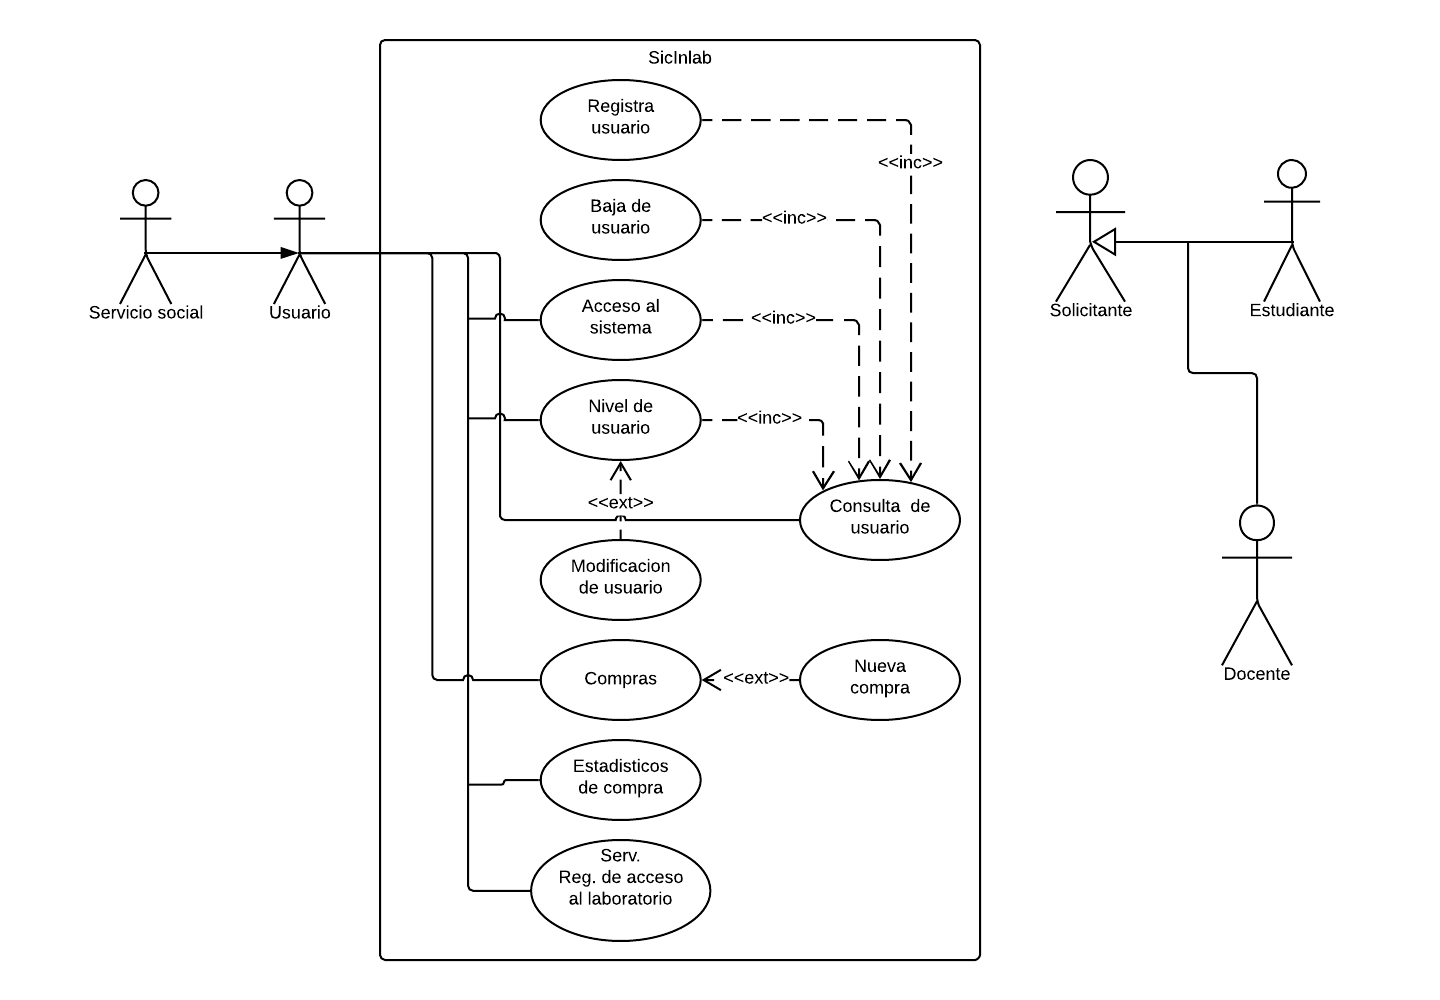 SicInlab
Registra
usuario
<<inc>>
Baja de
usuario
<<inc>>
Servicio social
Usuario
Acceso al
sistema
<<inc>>
Nivel de
usuario
<<inc>>
<<ext>>
Consulta  de
usuario
Modificacion
de usuario
Compras
<<ext>>
Nueva
compra
Estadisticos
de compra
Serv.
Reg. de acceso
al laboratorio
Solicitante
Estudiante
Docente